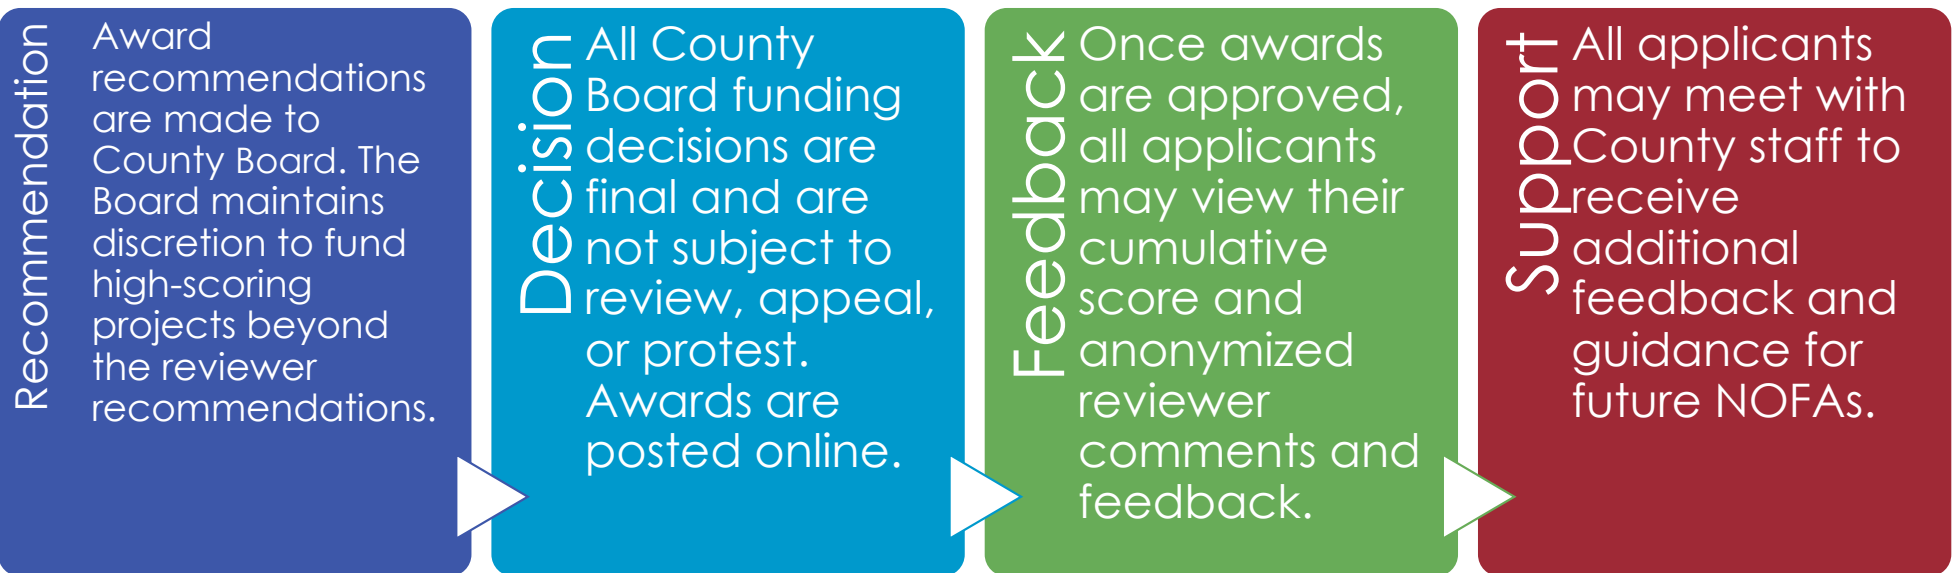 Recommendation
Award
recommendations
are made to
County Board. The
Board maintains
discretion to fund
high-scoring
projects beyond
the reviewer
recommendations.
Decision
All County
Board funding
decisions are
final and are
not subject to
review, appeal,
or protest.
Awards are
posted online.
Feedback
Once awards
are approved,
all applicants
may view their
cumulative
score and
anonymized
reviewer
comments and
feedback.
Support
All applicants
may meet with
County staff to
receive
additional
feedback and
guidance for
future NOFAs.